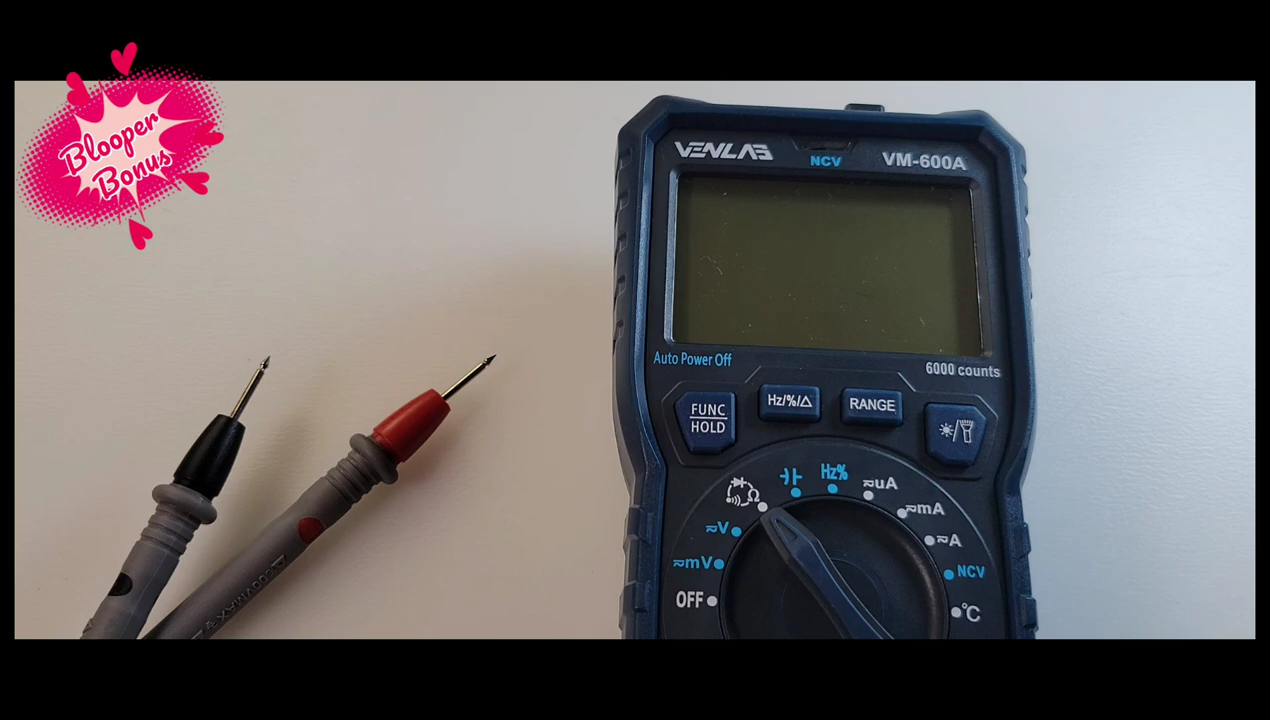 Blooper
Bonus
VENLAB
NCV
VM-600A
Auto Power Off
6000 counts
FUNC
HOLD
Hz/%/△
RANGE
Hz%
Ω
uA
mA
A
V
mV
NCV
OFF
℃